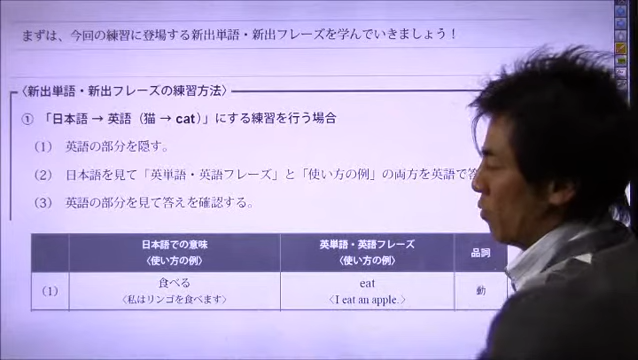 まずは、今回の練習に登場する新出単語・新出フレーズを学んでいきましょう！
〈新出単語・新出フレーズの練習方法〉
① 「日本語 → 英語（猫 → cat）」にする練習を行う場合
（1） 英語の部分を隠す。
（2） 日本語を見て「英単語・英語フレーズ」と「使い方の例」の両方を英語で答
（3） 英語の部分を見て答えを確認する。
日本語での意味 英単語・英語フレーズ 品詞
〈使い方の例〉 〈使い方の例〉
（1） 食べる eat 動
〈私はリンゴを食べます〉 〈I eat an apple.〉